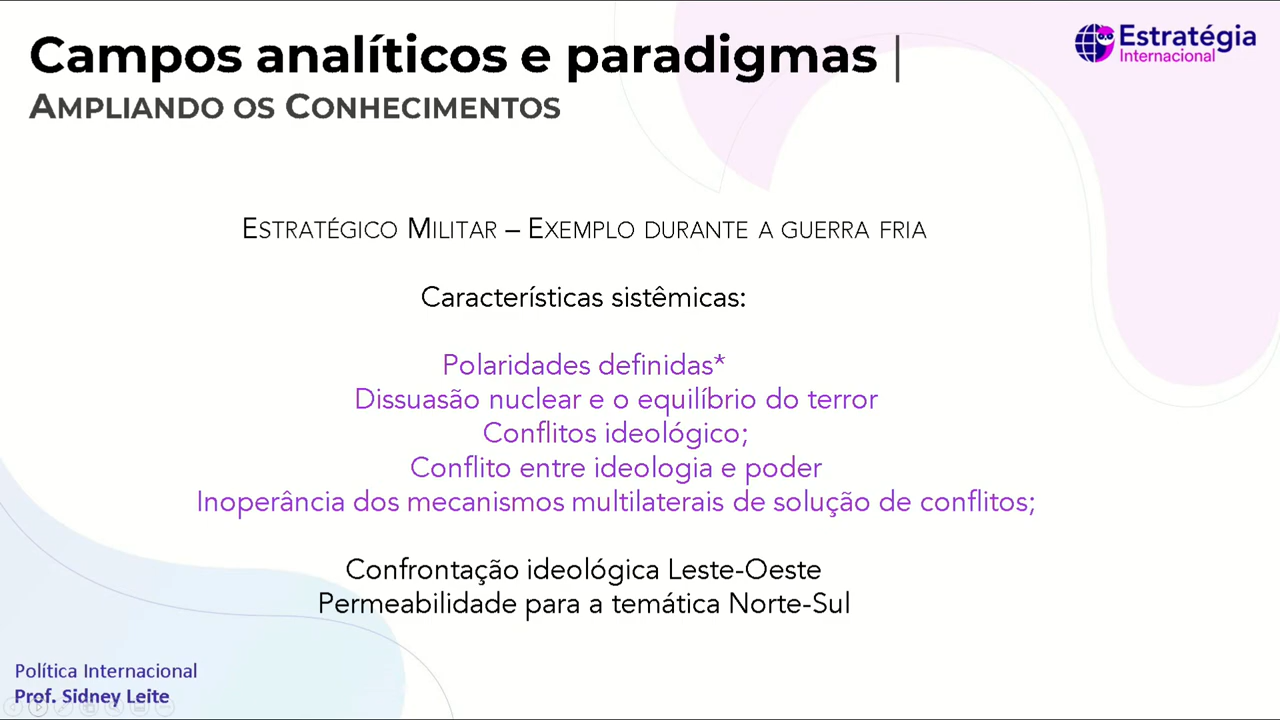 Campos analíticos e paradigmas |
AMPLIANDO OS CONHECIMENTOS
Estratégia
Internacional
ESTRATÉGICO MILITAR – EXEMPLO DURANTE A GUERRA FRIA
Características sistêmicas:
Polaridades definidas*
Dissuasão nuclear e o equilíbrio do terror
Conflitos ideológico;
Conflito entre ideologia e poder
Inoperância dos mecanismos multilaterais de solução de conflitos;
Confrontação ideológica Leste-Oeste
Permeabilidade para a temática Norte-Sul
Política Internacional
Prof. Sidney Leite